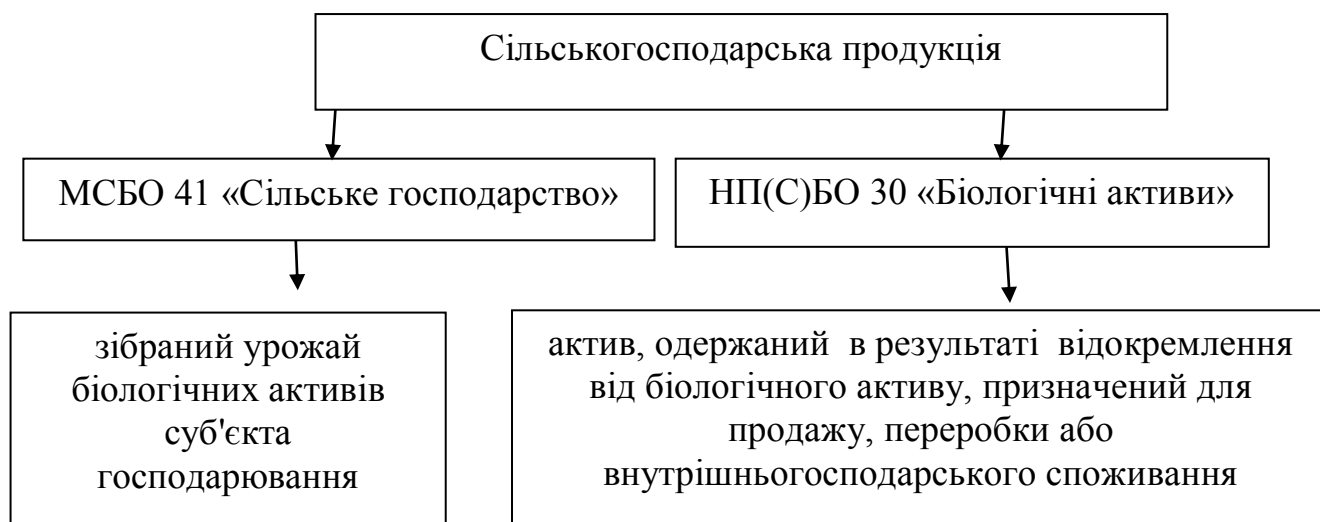 Сільськогосподарська продукція
МСБО 41 «Сільське господарство»
НП(С)БО 30 «Біологічні активи»
зібраний урожай
біологічних активів
суб'єкта
господарювання
актив, одержаний в результаті відокремлення
від біологічного активу, призначений для
продажу, переробки або
внутрішньогосподарського споживання